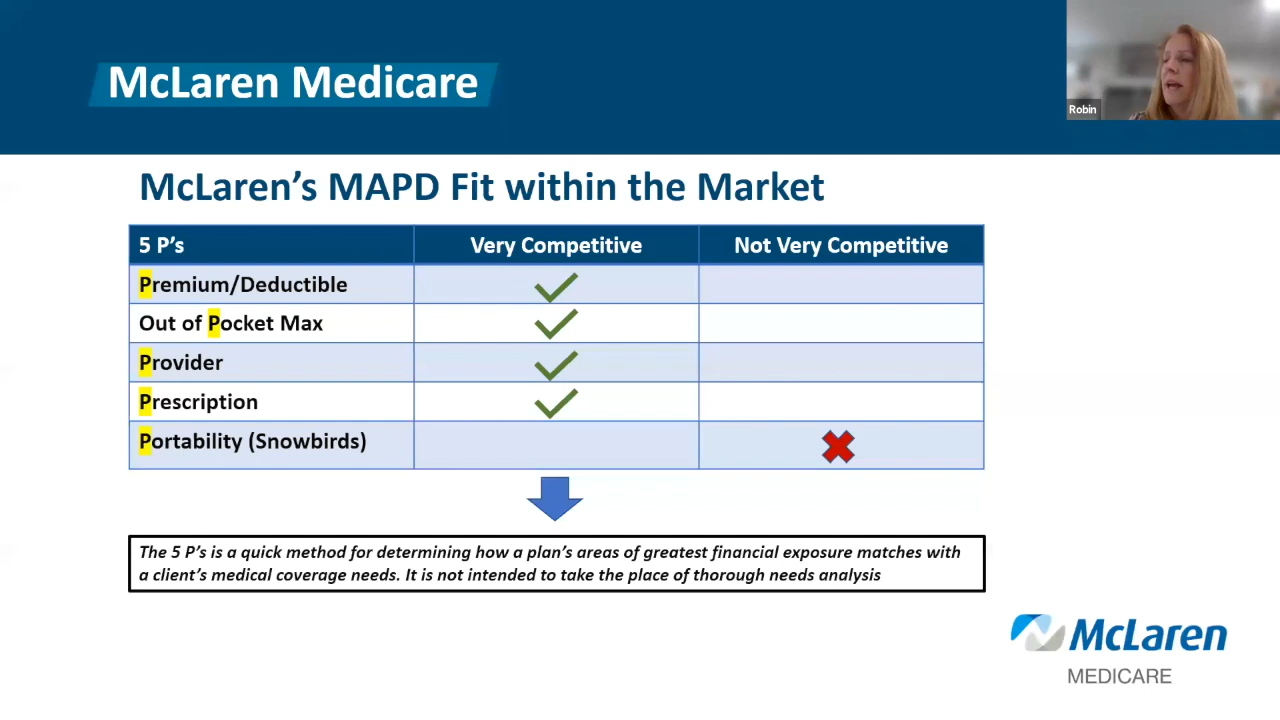 McLaren Medicare
Robin
McLaren's MAPD Fit within the Market
5 P's Very Competitive Not Very Competitive
Premium/Deductible
Out of Pocket Max
Provider
Prescription
Portability (Snowbirds)
The 5 P's is a quick method for determining how a plan's areas of greatest financial exposure matches with
a client's medical coverage needs. It is not intended to take the place of thorough needs analysis
McLaren
MEDICARE